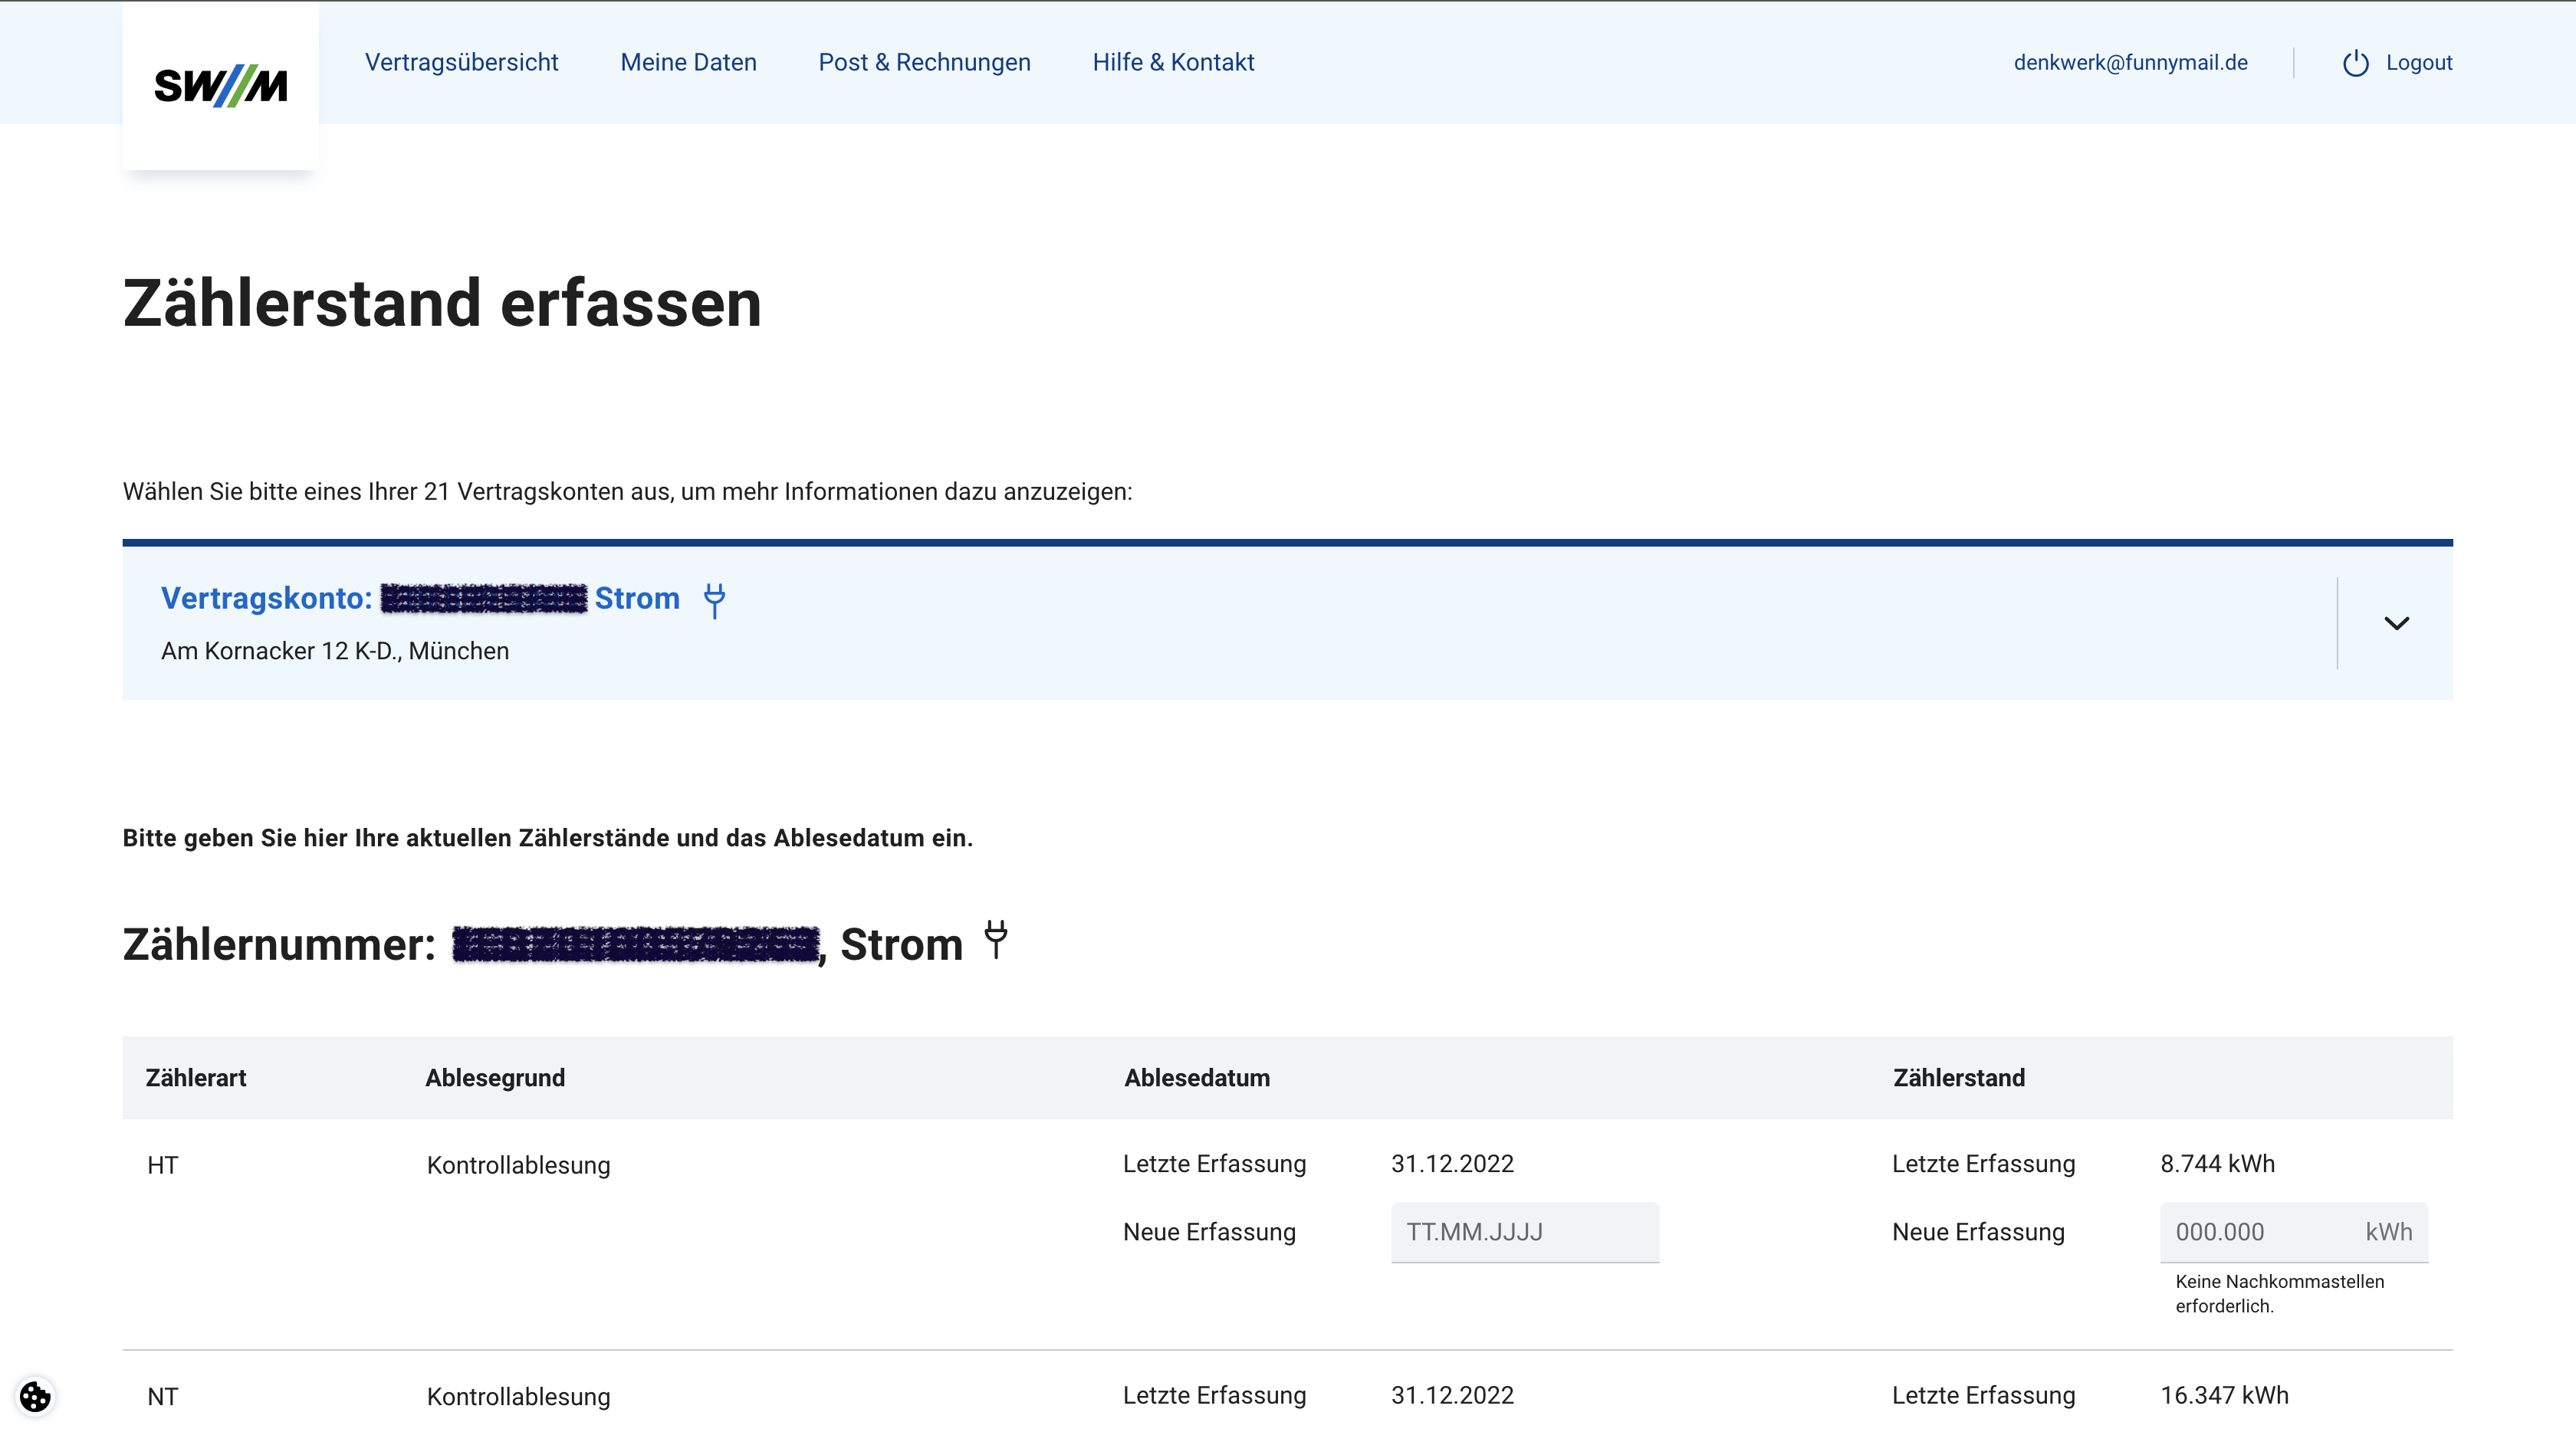 SWM
Vertragsübersicht Meine Daten Post & Rechnungen Hilfe & Kontakt denkwerk@funnymail.de Logout
Zählerstand erfassen
Wählen Sie bitte eines Ihrer 21 Vertragskonten aus, um mehr Informationen dazu anzuzeigen:
Vertragskonto: Strom
Am Kornacker 12 K-D., München
Bitte geben Sie hier Ihre aktuellen Zählerstände und das Ablesedatum ein.
Zählernummer: , Strom
Zählerart Ablesegrund Ablesedatum Zählerstand
HT Kontrollablesung Letzte Erfassung 31.12.2022 Letzte Erfassung 8.744 kWh
Neue Erfassung TT.MM.JJJJ Neue Erfassung 000.000 kWh
Keine Nachkommastellen
erforderlich.
NT Kontrollablesung Letzte Erfassung 31.12.2022 Letzte Erfassung 16.347 kWh